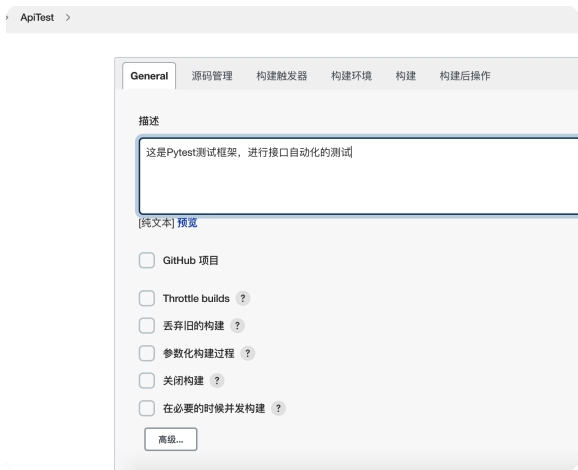 ApiTest
General 源码管理 构建触发器 构建环境 构建 构建后操作
描述
这是Pytest测试框架，进行接口自动化的测试
[纯文本] 预览
GitHub 项目
Throttle builds ?
丢弃旧的构建 ?
参数化构建过程 ?
关闭构建 ?
在必要的时候并发构建 ?
高级...